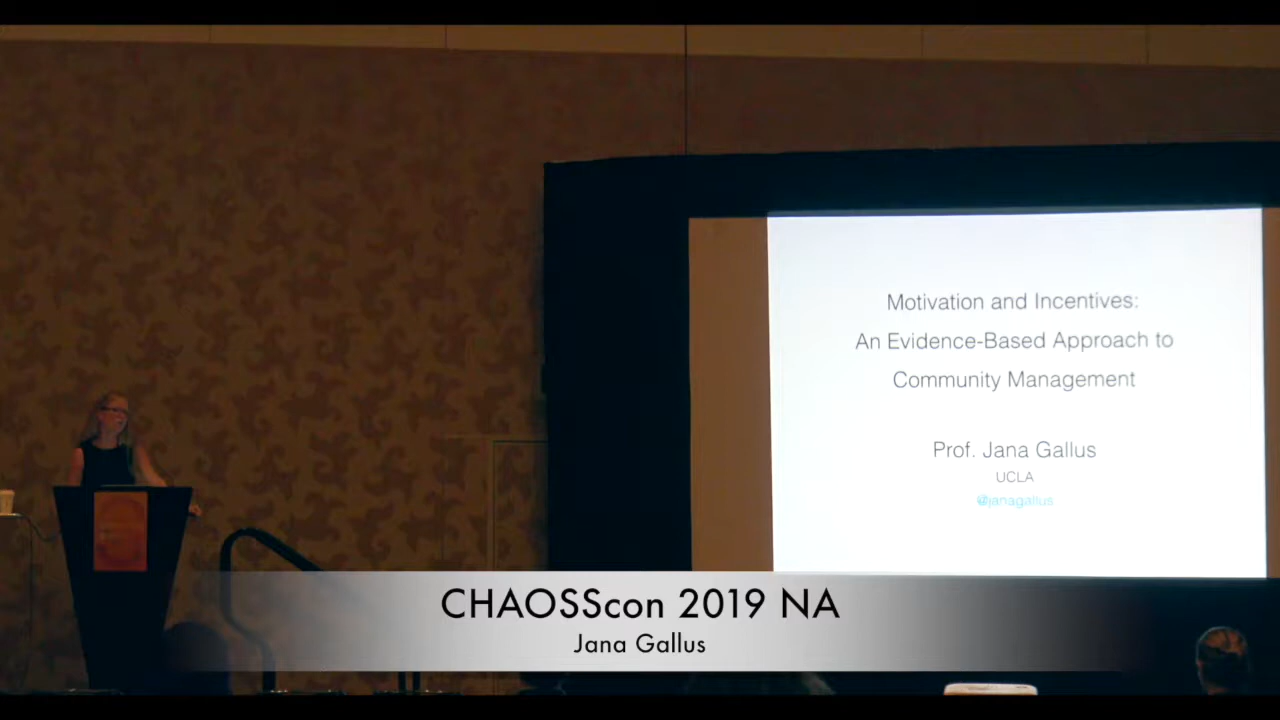 Motivation and Incentives:
An Evidence-Based Approach to
Community Management
Prof. Jana Gallus
UCLA
@janagallus
CHAOSScon 2019 NA
Jana Gallus